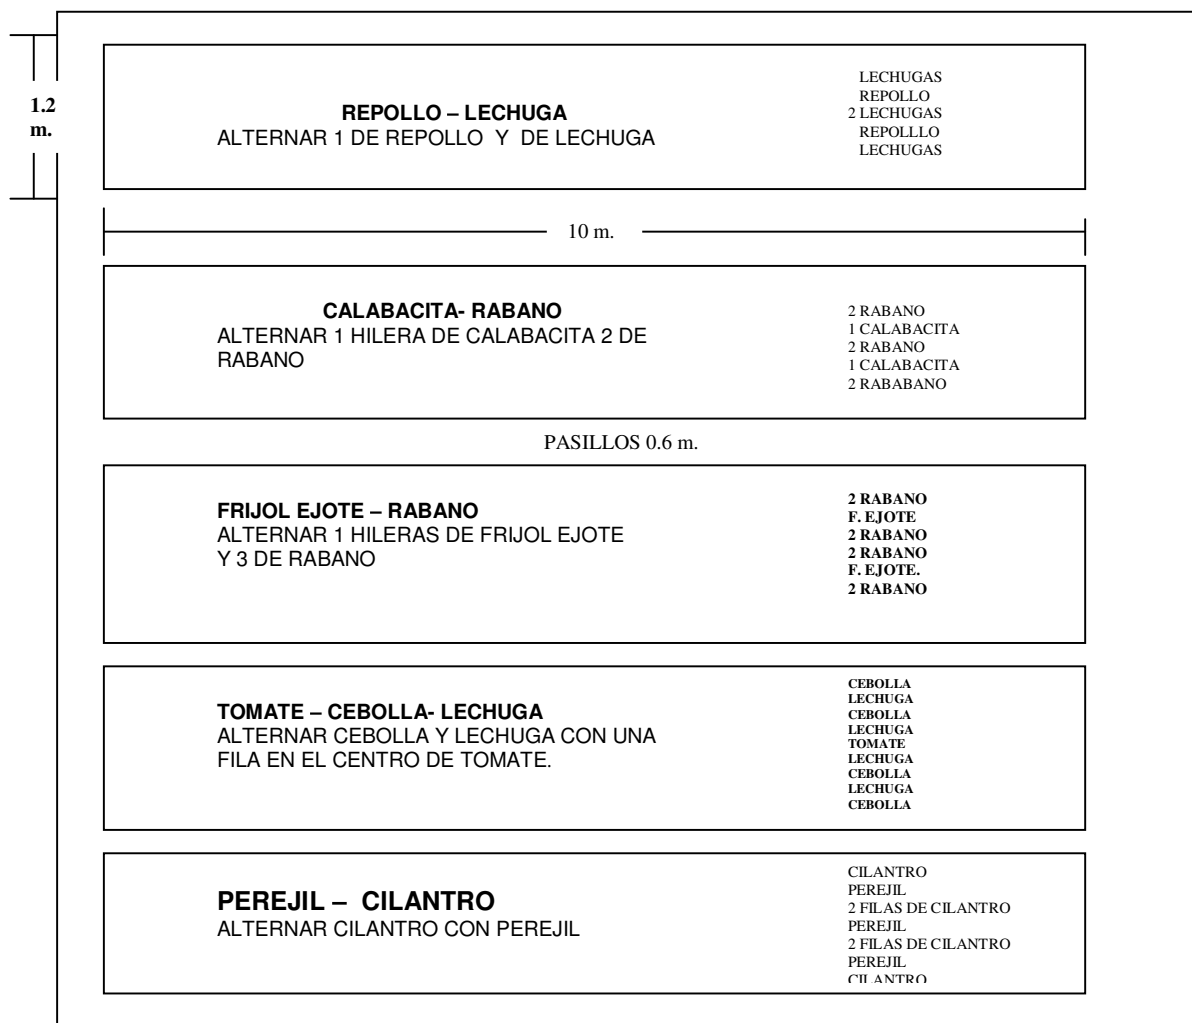 1.2
m.
REPOLLO – LECHUGA
ALTERNAR 1 DE REPOLLO Y DE LECHUGA
LECHUGAS
REPOLLO
2 LECHUGAS
REPOLLLO
LECHUGAS
10 m.
CALABACITA- RABANO
ALTERNAR 1 HILERA DE CALABACITA 2 DE
RABANO
2 RABANO
1 CALABACITA
2 RABANO
1 CALABACITA
2 RABABANO
PASILLOS 0.6 m.
FRIJOL EJOTE – RABANO
ALTERNAR 1 HILERAS DE FRIJOL EJOTE
Y 3 DE RABANO
2 RABANO
F. EJOTE
2 RABANO
2 RABANO
F. EJOTE.
2 RABANO
TOMATE – CEBOLLA- LECHUGA
ALTERNAR CEBOLLA Y LECHUGA CON UNA
FILA EN EL CENTRO DE TOMATE.
CEBOLLA
LECHUGA
CEBOLLA
LECHUGA
TOMATE
LECHUGA
CEBOLLA
LECHUGA
CEBOLLA
PEREJIL – CILANTRO
ALTERNAR CILANTRO CON PEREJIL
CILANTRO
PEREJIL
2 FILAS DE CILANTRO
PEREJIL
2 FILAS DE CILANTRO
PEREJIL
CILANTRO